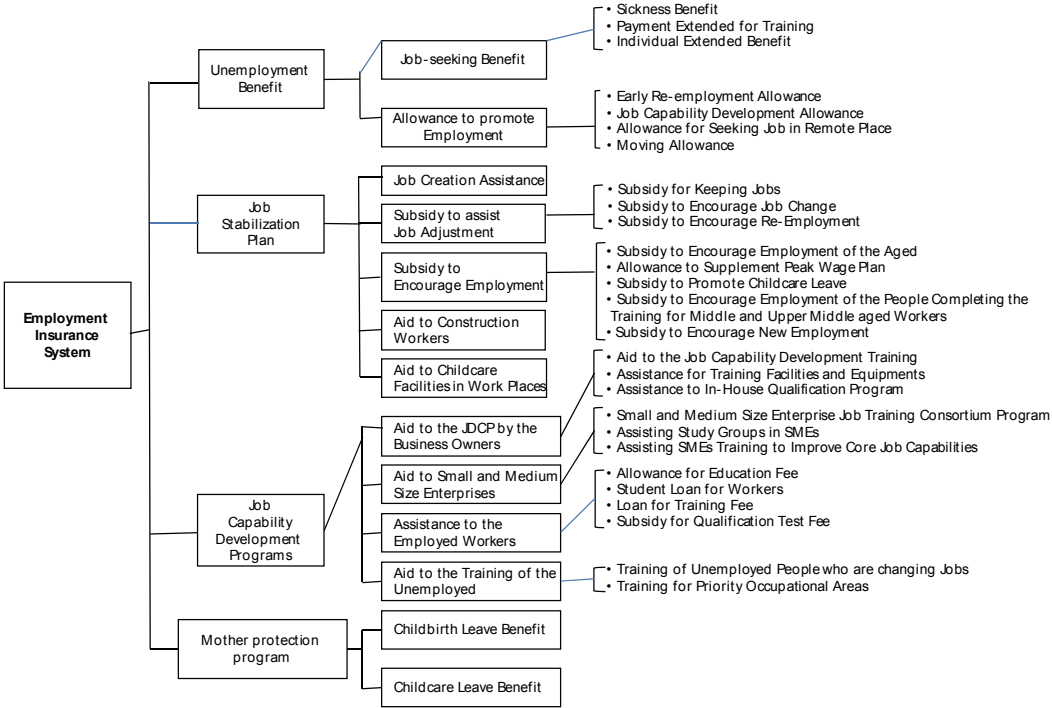 Employment
Insurance
System
Unemployment
Benefit
Job-seeking Benefit
• Sickness Benefit
• Payment Extended for Training
• Individual Extended Benefit
Allowance to promote
Employment
• Early Re-employment Allowance
• Job Capability Development Allowance
• Allowance for Seeking Job in Remote Place
• Moving Allowance
Job
Stabilization
Plan
Job Creation Assistance
Subsidy to assist
Job Adjustment
• Subsidy for Keeping Jobs
• Subsidy to Encourage Job Change
• Subsidy to Encourage Re-Employment
Subsidy to
Encourage Employment
• Subsidy to Encourage Employment of the Aged
• Allowance to Supplement Peak Wage Plan
• Subsidy to Promote Childcare Leave
• Subsidy to Encourage Employment of the People Completing the
Training for Middle and Upper Middle aged Workers
• Subsidy to Encourage New Employment
Aid to Construction
Workers
Aid to Childcare
Facilities in Work Places
Job
Capability
Development
Programs
Aid to the JDCP by the
Business Owners
• Aid to the Job Capability Development Training
• Assistance for Training Facilities and Equipments
• Assistance to In-House Qualification Program
Aid to Small and Medium
Size Enterprises
• Small and Medium Size Enterprise Job Training Consortium Program
• Assisting Study Groups in SMEs
• Assisting SMEs Training to Improve Core Job Capabilities
Assistance to the
Employed Workers
• Allowance for Education Fee
• Student Loan for Workers
• Loan for Training Fee
• Subsidy for Qualification Test Fee
Aid to the Training of the
Unemployed
• Training of Unemployed People who are changing Jobs
• Training for Priority Occupational Areas
Mother protection
program
Childbirth Leave Benefit
Childcare Leave Benefit